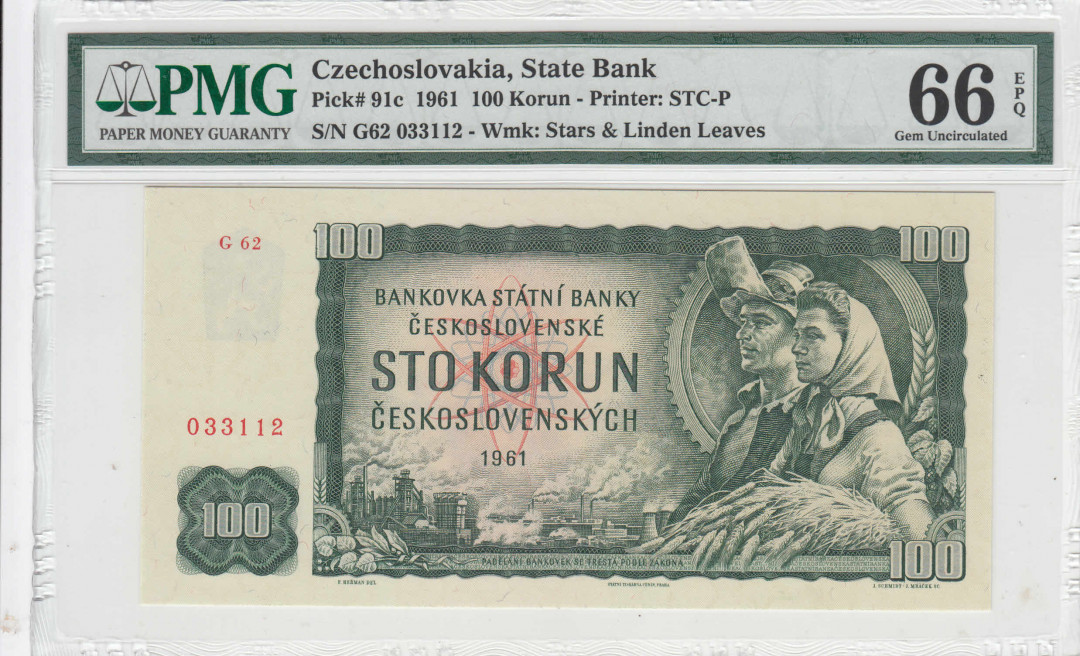 PMG
PAPER MONEY GUARANTY
Czechoslovakia, State Bank
Pick# 91c 1961 100 Korun - Printer: STC-P
S/N G62 033112 - Wmk: Stars & Linden Leaves
66
EPQ
Gem Uncirculated
G 62
100
100
BANKOVKA STÁTNÍ BANKY
ČESKOSLOVENSKÉ
STO KORUN
ČESKOSLOVENSKÝCH
1961
033112
100
100
PADĚLÁNÍ BANKOVEK SE TRESTÁ PODLE ZÁKONA